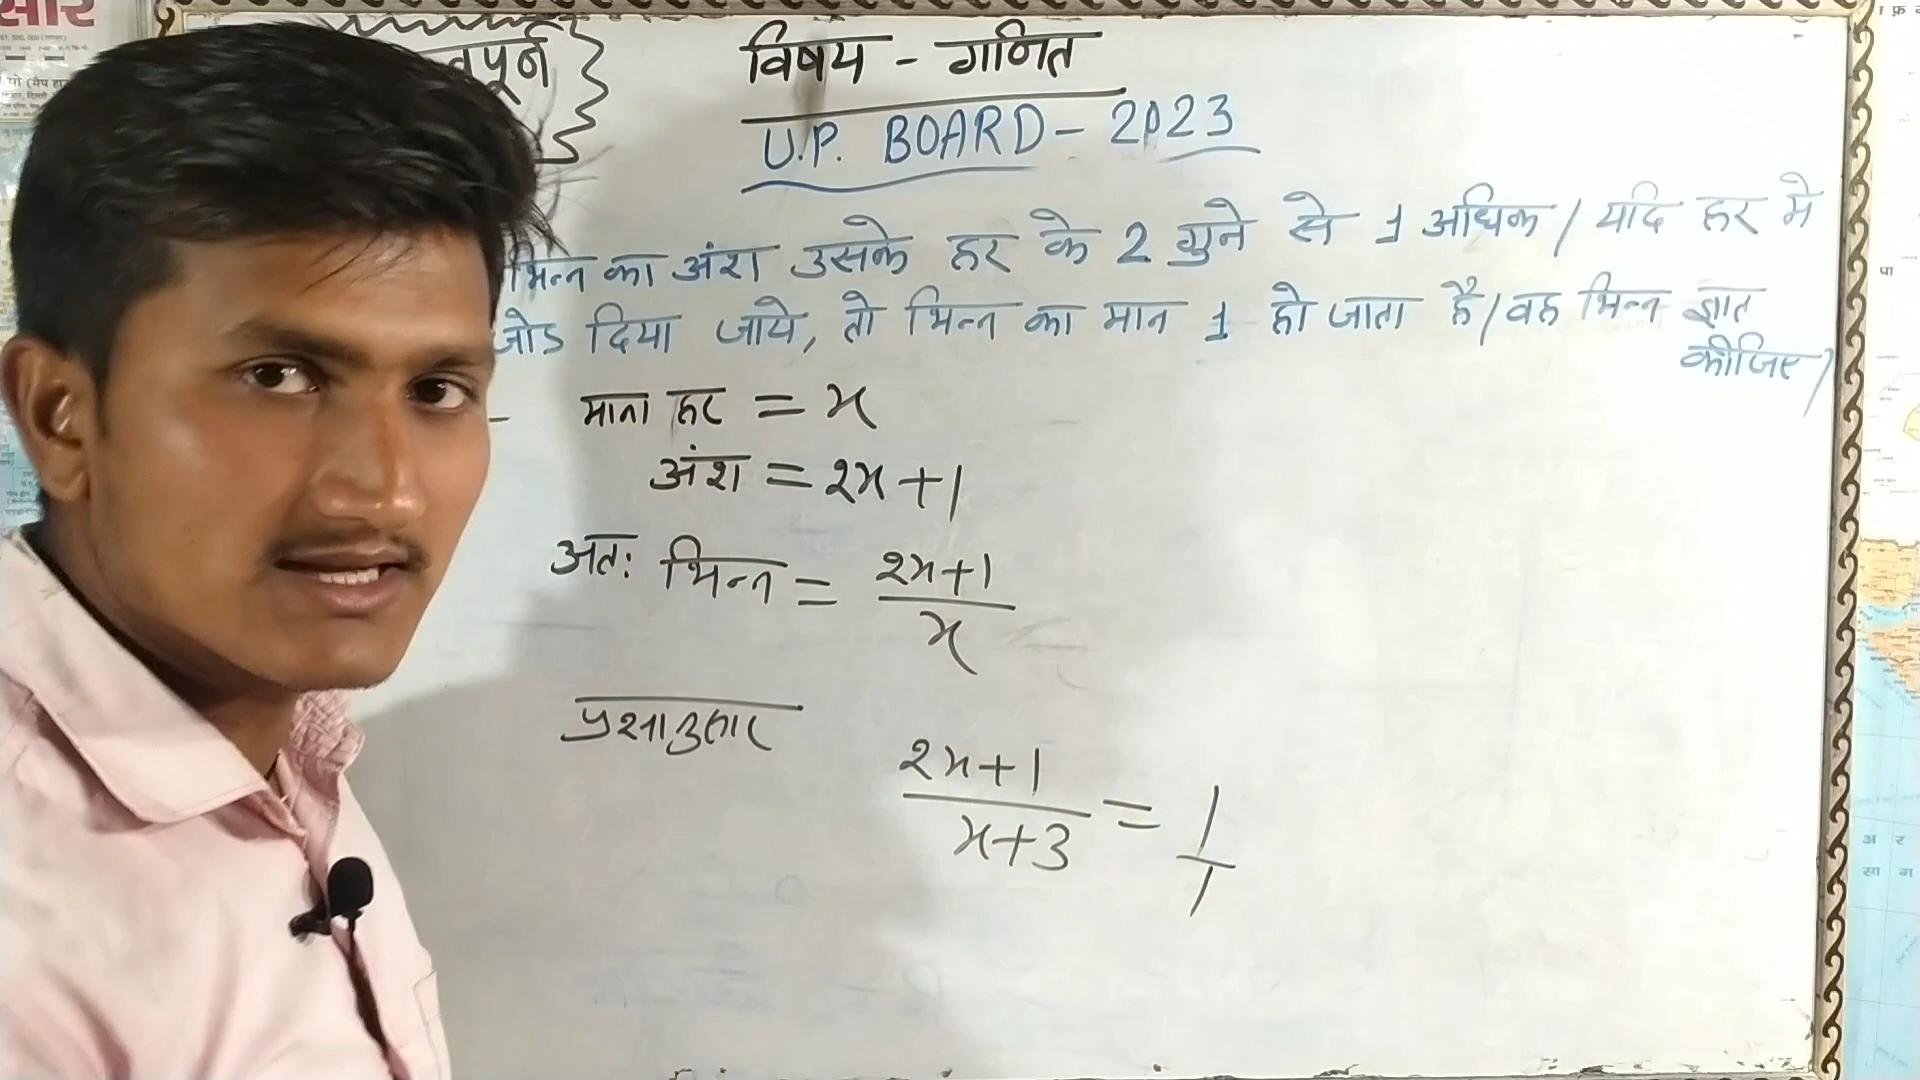 विषय - गणित
U.P. BOARD - 2023
भिन्न का अंश उसके हर के 2 गुने से 1 अधिक / यदि हर मे
जोड दिया जाये, तो भिन्न का मान 1 हो जाता है / वह भिन्न ज्ञात
कीजिए /
- माना हर = x
अंश = 2x + 1
अतः भिन्न = 2x+1 / x
प्रश्नानुसार
2x+1 / x+3 = 1 / 1